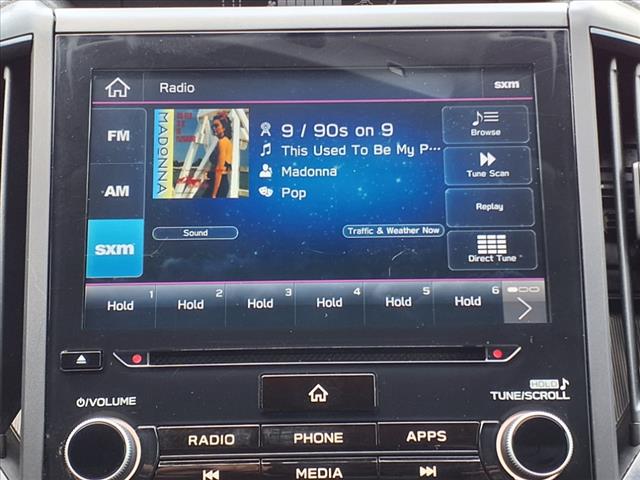 Radio
sxm
FM
AM
sxm
MADONNA
9 / 90s on 9
This Used To Be My P...
Madonna
Pop
Sound
Traffic & Weather Now
Browse
Tune Scan
Replay
Direct Tune
1 2 3 4 5 6
Hold Hold Hold Hold Hold Hold
VOLUME
HOLD
TUNE/SCROLL
RADIO PHONE APPS
MEDIA